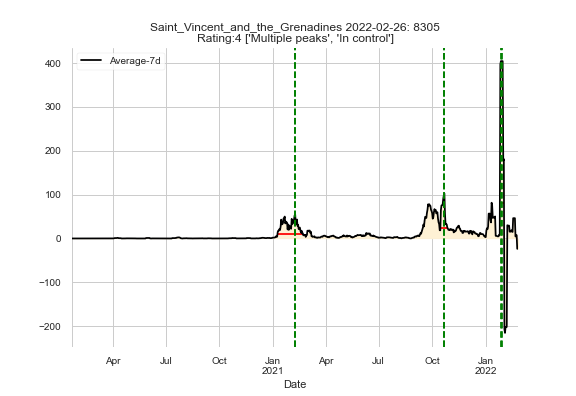 Saint_Vincent_and_the_Grenadines 2022-02-26: 8305
Rating:4 ['Multiple peaks', 'In control']
Average-7d
400
300
200
100
0
−100
−200
Apr Jul Oct Jan Apr Jul Oct Jan
2021 2022
Date